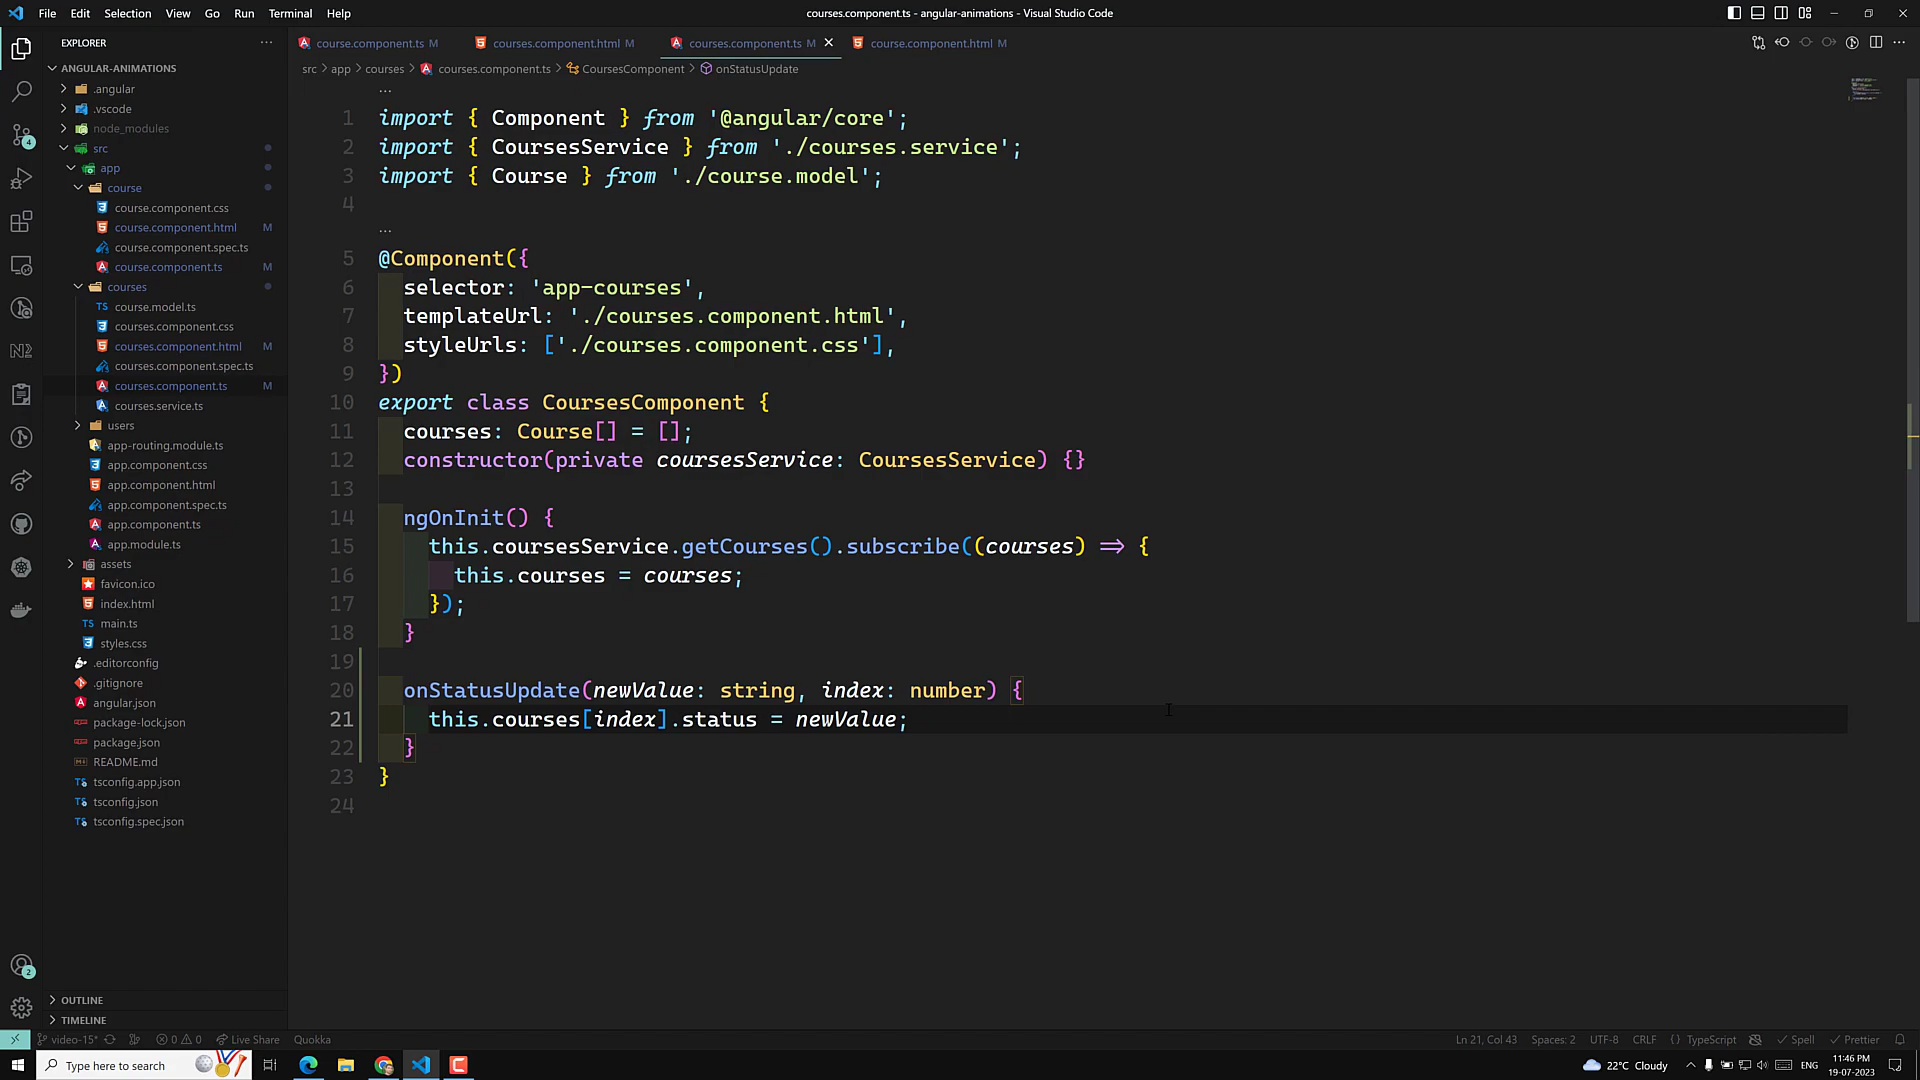 File Edit Selection View Go Run Terminal Help
courses.component.ts - angular-animations - Visual Studio Code
EXPLORER
ANGULAR-ANIMATIONS
.angular
.vscode
node_modules
src
app
course
course.component.css
course.component.html M
course.component.spec.ts
course.component.ts M
courses
TS course.model.ts
courses.component.css
courses.component.html M
courses.component.spec.ts
courses.component.ts M
courses.service.ts
users
app-routing.module.ts
app.component.css
app.component.html
app.component.spec.ts
app.component.ts
app.module.ts
assets
favicon.ico
index.html
TS main.ts
styles.css
.editorconfig
.gitignore
angular.json
package-lock.json
package.json
README.md
tsconfig.app.json
tsconfig.json
tsconfig.spec.json
OUTLINE
TIMELINE
4
2
course.component.ts M
courses.component.html M
courses.component.ts M
course.component.html M
src > app > courses > courses.component.ts > CoursesComponent > onStatusUpdate
...
1 import { Component } from '@angular/core';
2 import { CoursesService } from './courses.service';
3 import { Course } from './course.model';
4
...
5 @Component({
6 selector: 'app-courses',
7 templateUrl: './courses.component.html',
8 styleUrls: ['./courses.component.css'],
9 })
10 export class CoursesComponent {
11 courses: Course[] = [];
12 constructor(private coursesService: CoursesService) {}
13
14 ngOnInit() {
15 this.coursesService.getCourses().subscribe((courses) => {
16 this.courses = courses;
17 });
18 }
19
20 onStatusUpdate(newValue: string, index: number) {
21 this.courses[index].status = newValue;
22 }
23 }
24
video-15* 0 0 Live Share Quokka
Ln 21, Col 43 Spaces: 2 UTF-8 CRLF { } TypeScript Spell Prettier
Type here to search
22°C Cloudy ENG
11:46 PM
19-07-2023